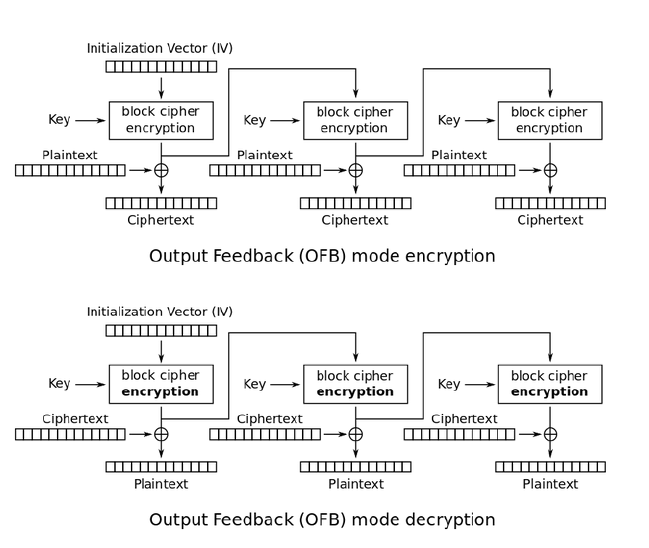 Initialization Vector (IV)
Key
block cipher
encryption
Key
block cipher
encryption
Key
block cipher
encryption
Plaintext
Plaintext
Plaintext
Ciphertext
Ciphertext
Ciphertext
Output Feedback (OFB) mode encryption
Initialization Vector (IV)
Key
block cipher
encryption
Key
block cipher
encryption
Key
block cipher
encryption
Ciphertext
Ciphertext
Ciphertext
Plaintext
Plaintext
Plaintext
Output Feedback (OFB) mode decryption